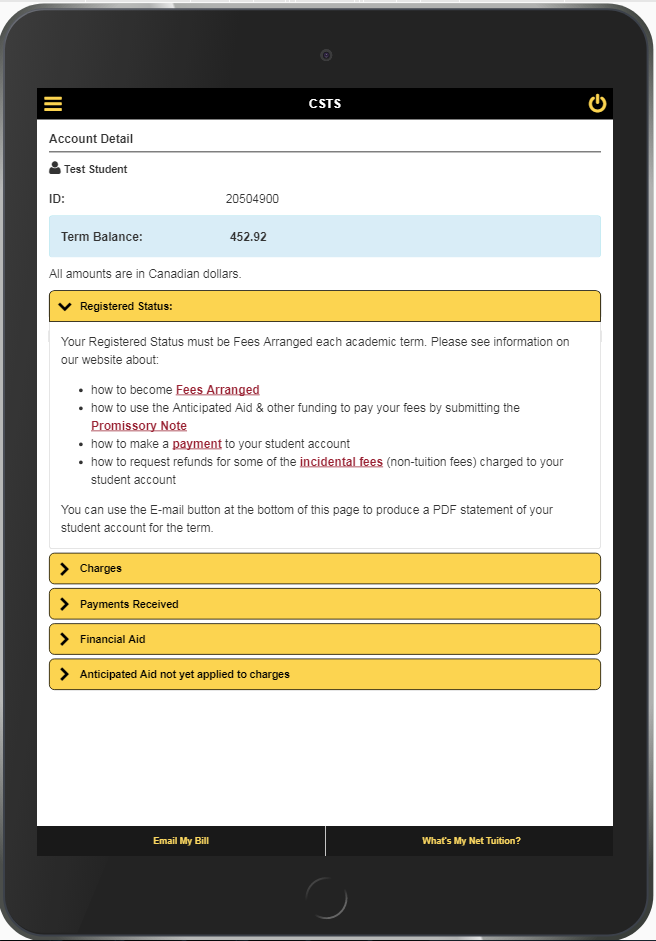 CSTS
Account Detail
Test Student
ID: 20504900
Term Balance: 452.92
All amounts are in Canadian dollars.
Registered Status:
Your Registered Status must be Fees Arranged each academic term. Please see information on
our website about:
• how to become Fees Arranged
• how to use the Anticipated Aid & other funding to pay your fees by submitting the
Promissory Note
• how to make a payment to your student account
• how to request refunds for some of the incidental fees (non-tuition fees) charged to your
student account
You can use the E-mail button at the bottom of this page to produce a PDF statement of your
student account for the term.
Charges
Payments Received
Financial Aid
Anticipated Aid not yet applied to charges
Email My Bill
What's My Net Tuition?